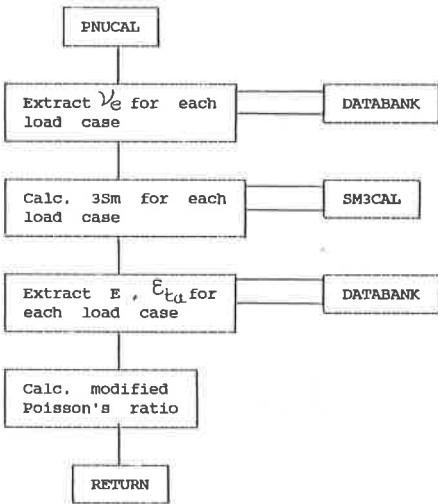 PNUCAL
Extract νe for each
load case
DATABANK
Calc. 3Sm for each
load case
SM3CAL
Extract E , εta for
each load case
DATABANK
Calc. modified
Poisson's ratio
RETURN